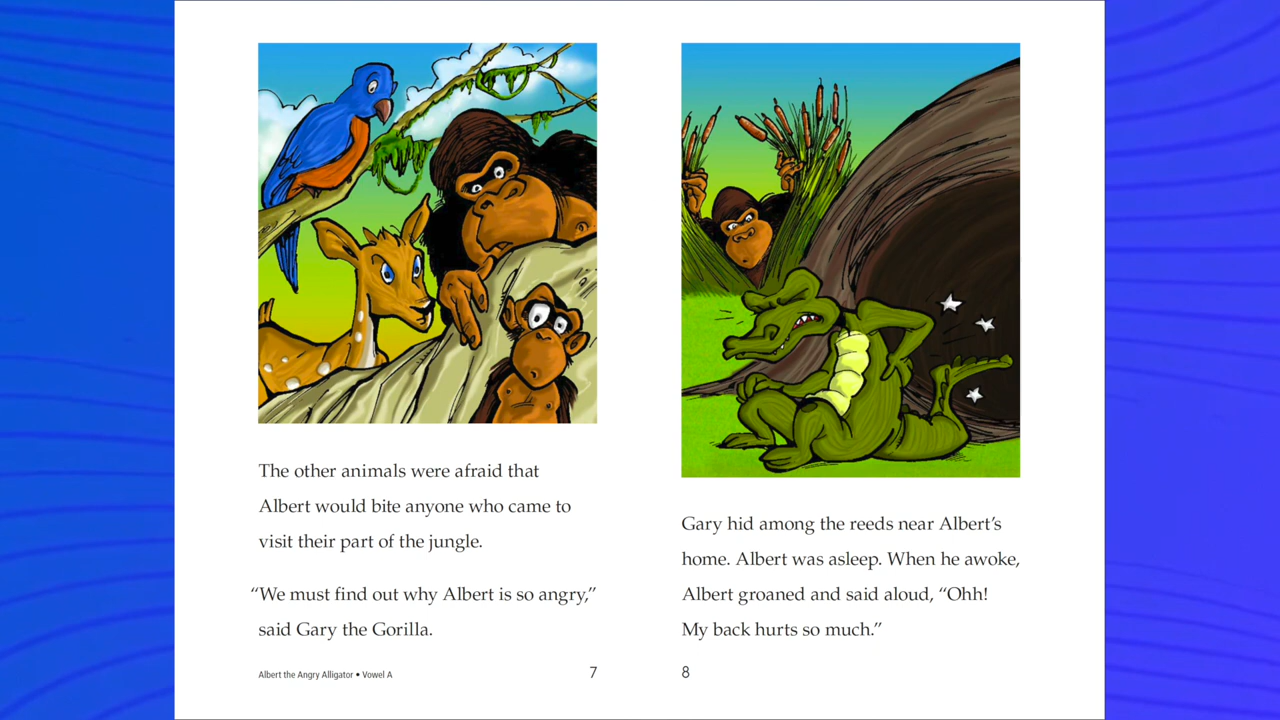 The other animals were afraid that
Albert would bite anyone who came to
visit their part of the jungle.
“We must find out why Albert is so angry,”
said Gary the Gorilla.
Albert the Angry Alligator • Vowel A
7
Gary hid among the reeds near Albert’s
home. Albert was asleep. When he awoke,
Albert groaned and said aloud, “Ohh!
My back hurts so much.”
8